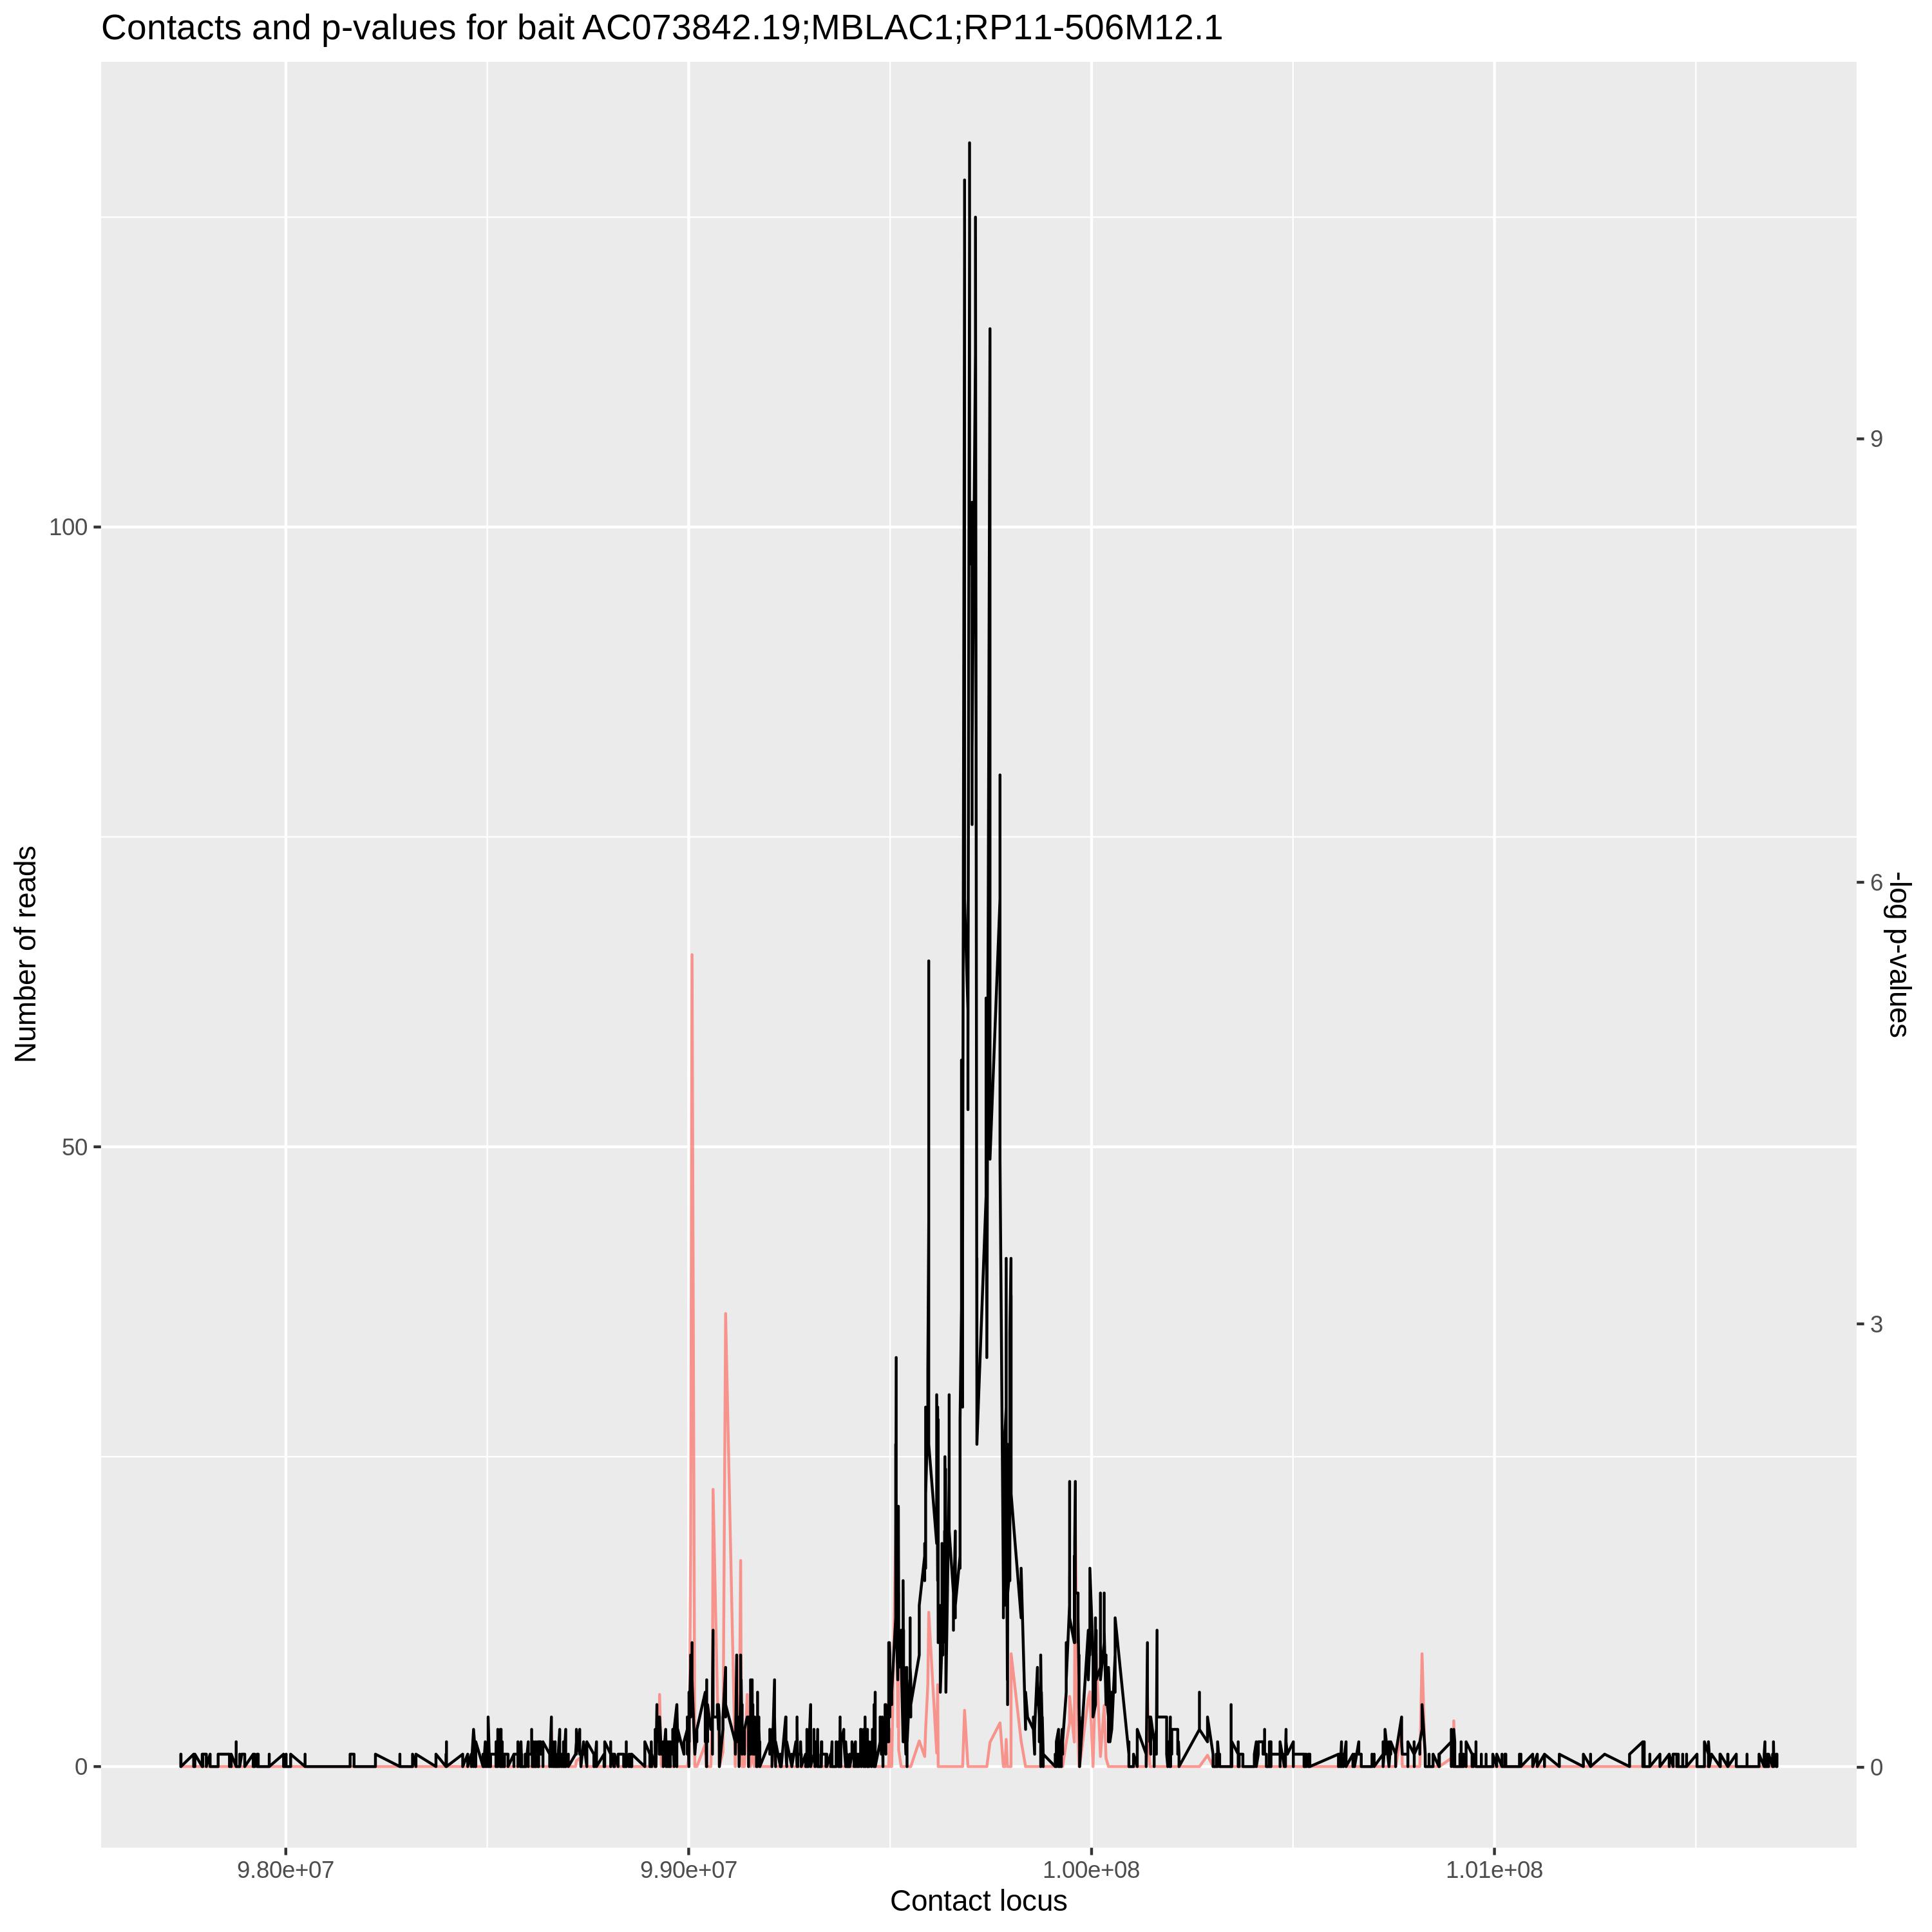 Contacts and p-values for bait AC073842.19;MBLAC1;RP11-506M12.1
100
50
0
Number of reads
9
6
3
0
-log p-values
9.80e+07
9.90e+07
1.00e+08
1.01e+08
Contact locus